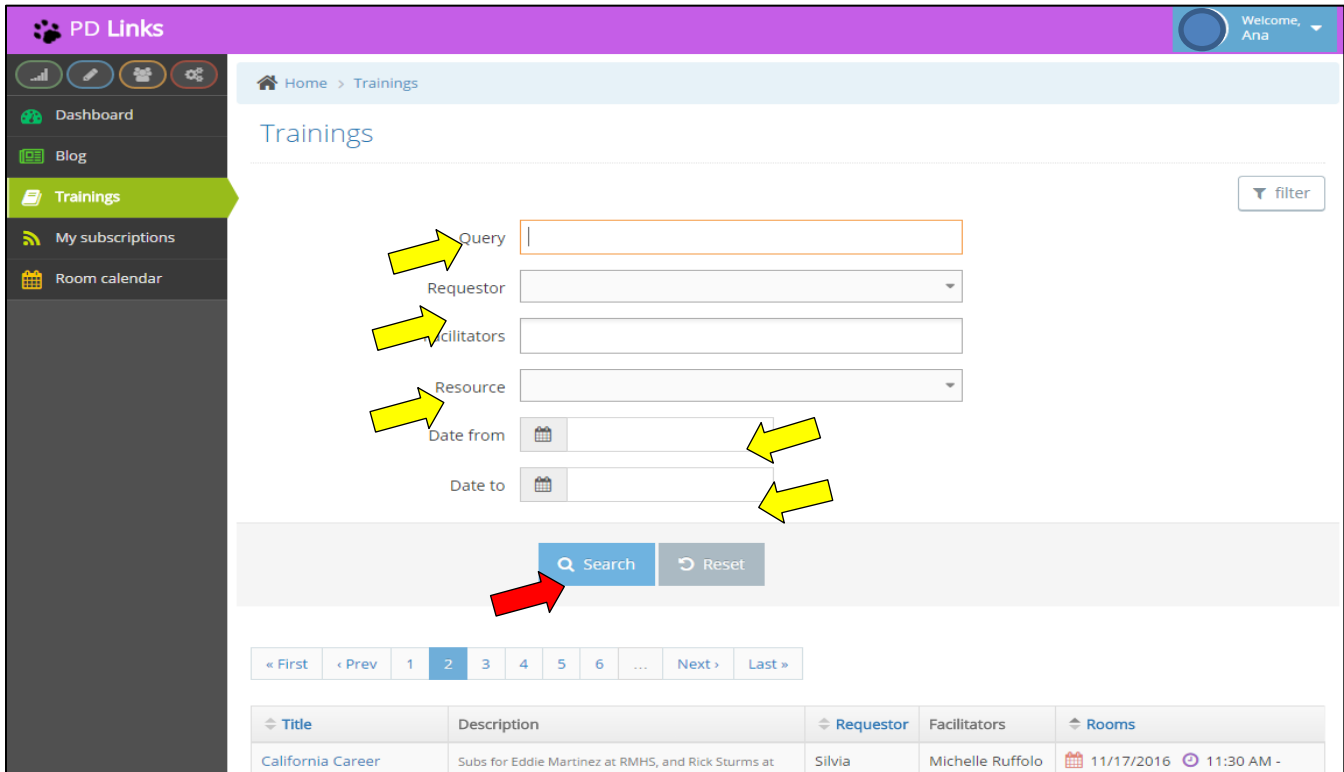 PD Links
Welcome,
Ana
Home > Trainings
Dashboard
Blog
Trainings
My subscriptions
Room calendar
Trainings
filter
Query
Requestor
Facilitators
Resource
Date from
Date to
Search Reset
« First ‹ Prev 1 2 3 4 5 6 ... Next › Last »
Title Description Requestor Facilitators Rooms
California Career Subs for Eddie Martinez at RMHS, and Rick Sturms at Silvia Michelle Ruffolo 11/17/2016 11:30 AM -